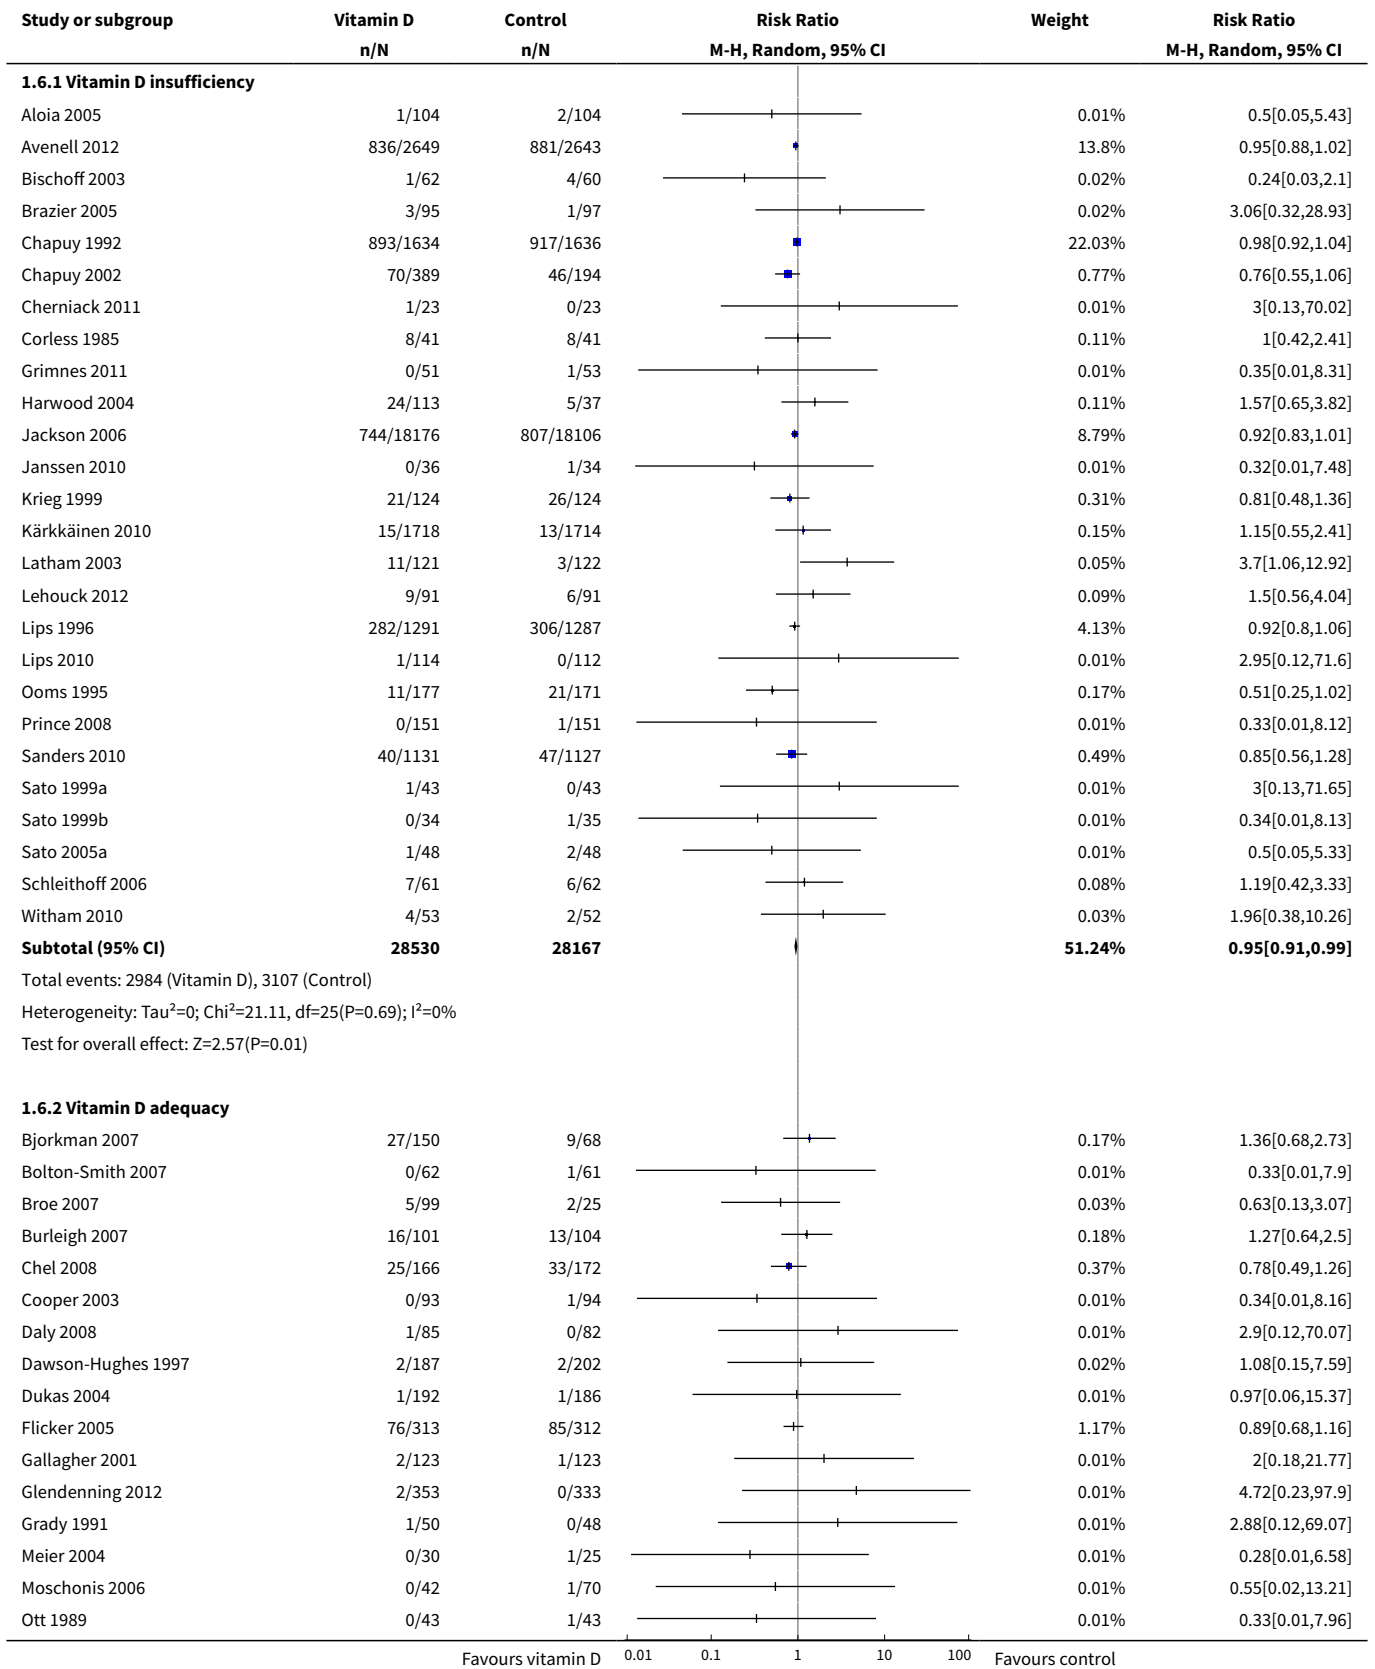 Study or subgroup Vitamin D Control Risk Ratio Weight Risk Ratio
n/N n/N M-H, Random, 95% CI M-H, Random, 95% CI
1.6.1 Vitamin D insufficiency
Aloia 2005 1/104 2/104 0.01% 0.5[0.05,5.43]
Avenell 2012 836/2649 881/2643 13.8% 0.95[0.88,1.02]
Bischoff 2003 1/62 4/60 0.02% 0.24[0.03,2.1]
Brazier 2005 3/95 1/97 0.02% 3.06[0.32,28.93]
Chapuy 1992 893/1634 917/1636 22.03% 0.98[0.92,1.04]
Chapuy 2002 70/389 46/194 0.77% 0.76[0.55,1.06]
Cherniack 2011 1/23 0/23 0.01% 3[0.13,70.02]
Corless 1985 8/41 8/41 0.11% 1[0.42,2.41]
Grimnes 2011 0/51 1/53 0.01% 0.35[0.01,8.31]
Harwood 2004 24/113 5/37 0.11% 1.57[0.65,3.82]
Jackson 2006 744/18176 807/18106 8.79% 0.92[0.83,1.01]
Janssen 2010 0/36 1/34 0.01% 0.32[0.01,7.48]
Krieg 1999 21/124 26/124 0.31% 0.81[0.48,1.36]
Kärkkäinen 2010 15/1718 13/1714 0.15% 1.15[0.55,2.41]
Latham 2003 11/121 3/122 0.05% 3.7[1.06,12.92]
Lehouck 2012 9/91 6/91 0.09% 1.5[0.56,4.04]
Lips 1996 282/1291 306/1287 4.13% 0.92[0.8,1.06]
Lips 2010 1/114 0/112 0.01% 2.95[0.12,71.6]
Ooms 1995 11/177 21/171 0.17% 0.51[0.25,1.02]
Prince 2008 0/151 1/151 0.01% 0.33[0.01,8.12]
Sanders 2010 40/1131 47/1127 0.49% 0.85[0.56,1.28]
Sato 1999a 1/43 0/43 0.01% 3[0.13,71.65]
Sato 1999b 0/34 1/35 0.01% 0.34[0.01,8.13]
Sato 2005a 1/48 2/48 0.01% 0.5[0.05,5.33]
Schleithoff 2006 7/61 6/62 0.08% 1.19[0.42,3.33]
Witham 2010 4/53 2/52 0.03% 1.96[0.38,10.26]
Subtotal (95% CI) 28530 28167 51.24% 0.95[0.91,0.99]
Total events: 2984 (Vitamin D), 3107 (Control)
Heterogeneity: Tau²=0; Chi²=21.11, df=25(P=0.69); I²=0%
Test for overall effect: Z=2.57(P=0.01)
1.6.2 Vitamin D adequacy
Bjorkman 2007 27/150 9/68 0.17% 1.36[0.68,2.73]
Bolton-Smith 2007 0/62 1/61 0.01% 0.33[0.01,7.9]
Broe 2007 5/99 2/25 0.03% 0.63[0.13,3.07]
Burleigh 2007 16/101 13/104 0.18% 1.27[0.64,2.5]
Chel 2008 25/166 33/172 0.37% 0.78[0.49,1.26]
Cooper 2003 0/93 1/94 0.01% 0.34[0.01,8.16]
Daly 2008 1/85 0/82 0.01% 2.9[0.12,70.07]
Dawson-Hughes 1997 2/187 2/202 0.02% 1.08[0.15,7.59]
Dukas 2004 1/192 1/186 0.01% 0.97[0.06,15.37]
Flicker 2005 76/313 85/312 1.17% 0.89[0.68,1.16]
Gallagher 2001 2/123 1/123 0.01% 2[0.18,21.77]
Glendenning 2012 2/353 0/333 0.01% 4.72[0.23,97.9]
Grady 1991 1/50 0/48 0.01% 2.88[0.12,69.07]
Meier 2004 0/30 1/25 0.01% 0.28[0.01,6.58]
Moschonis 2006 0/42 1/70 0.01% 0.55[0.02,13.21]
Ott 1989 0/43 1/43 0.01% 0.33[0.01,7.96]
Favours vitamin D 0.01 0.1 1 10 100 Favours control